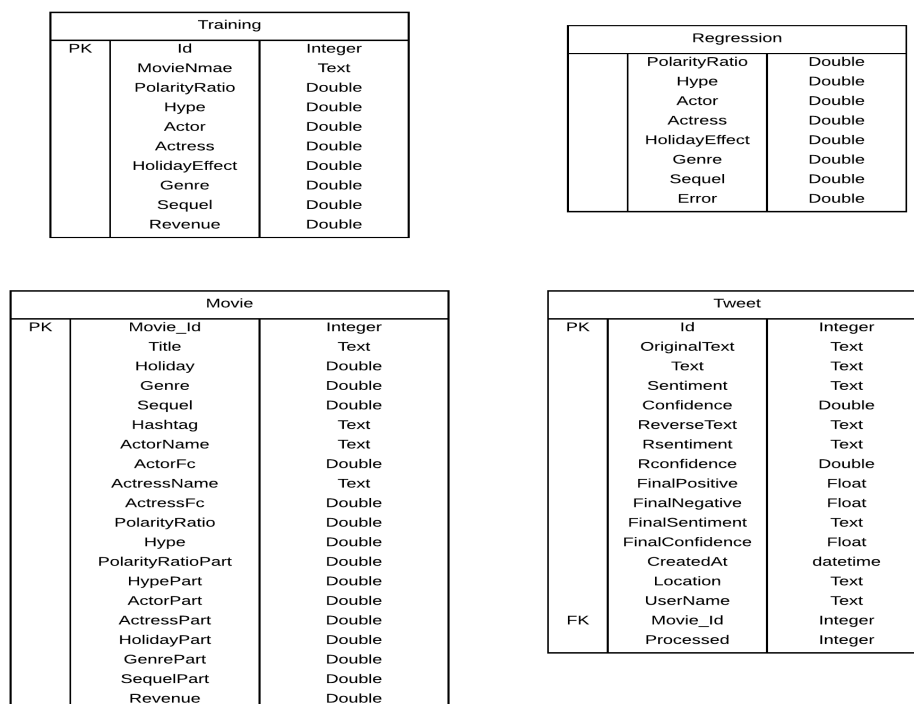 Training
PK Id Integer
MovieNmae Text
PolarityRatio Double
Hype Double
Actor Double
Actress Double
HolidayEffect Double
Genre Double
Sequel Double
Revenue Double
Regression
PolarityRatio Double
Hype Double
Actor Double
Actress Double
HolidayEffect Double
Genre Double
Sequel Double
Error Double
Movie
PK Movie_Id Integer
Title Text
Holiday Double
Genre Double
Sequel Double
Hashtag Text
ActorName Text
ActorFc Double
ActressName Text
ActressFc Double
PolarityRatio Double
Hype Double
PolarityRatioPart Double
HypePart Double
ActorPart Double
ActressPart Double
HolidayPart Double
GenrePart Double
SequelPart Double
Revenue Double
Tweet
PK Id Integer
OriginalText Text
Text Text
Sentiment Text
Confidence Double
ReverseText Text
Rsentiment Text
Rconfidence Double
FinalPositive Float
FinalNegative Float
FinalSentiment Text
FinalConfidence Float
CreatedAt datetime
Location Text
UserName Text
FK Movie_Id Integer
Processed Integer